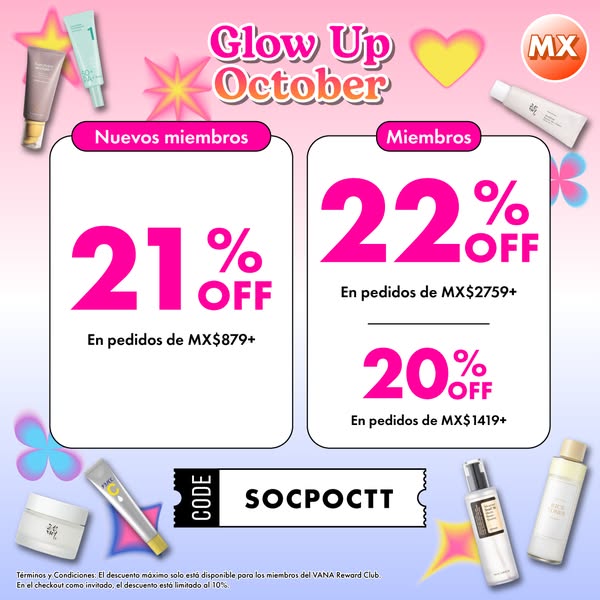 Glow Up
October
MX
Nuevos miembros
21%
OFF
En pedidos de MX$879+
Miembros
22%
OFF
En pedidos de MX$2759+
20%
OFF
En pedidos de MX$1419+
CODE
SOCPOCTT
RICE
TONER
Términos y Condiciones: El descuento máximo solo está disponible para los miembros del VANA Reward Club.
En el checkout como invitado, el descuento está limitado al 10%.